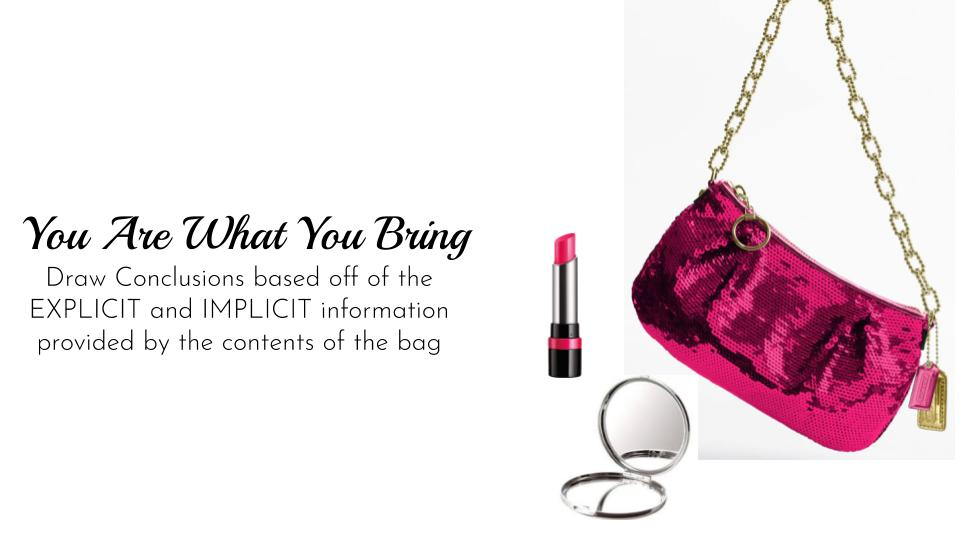 You Are What You Bring
Draw Conclusions based off of the
EXPLICIT and IMPLICIT information
provided by the contents of the bag